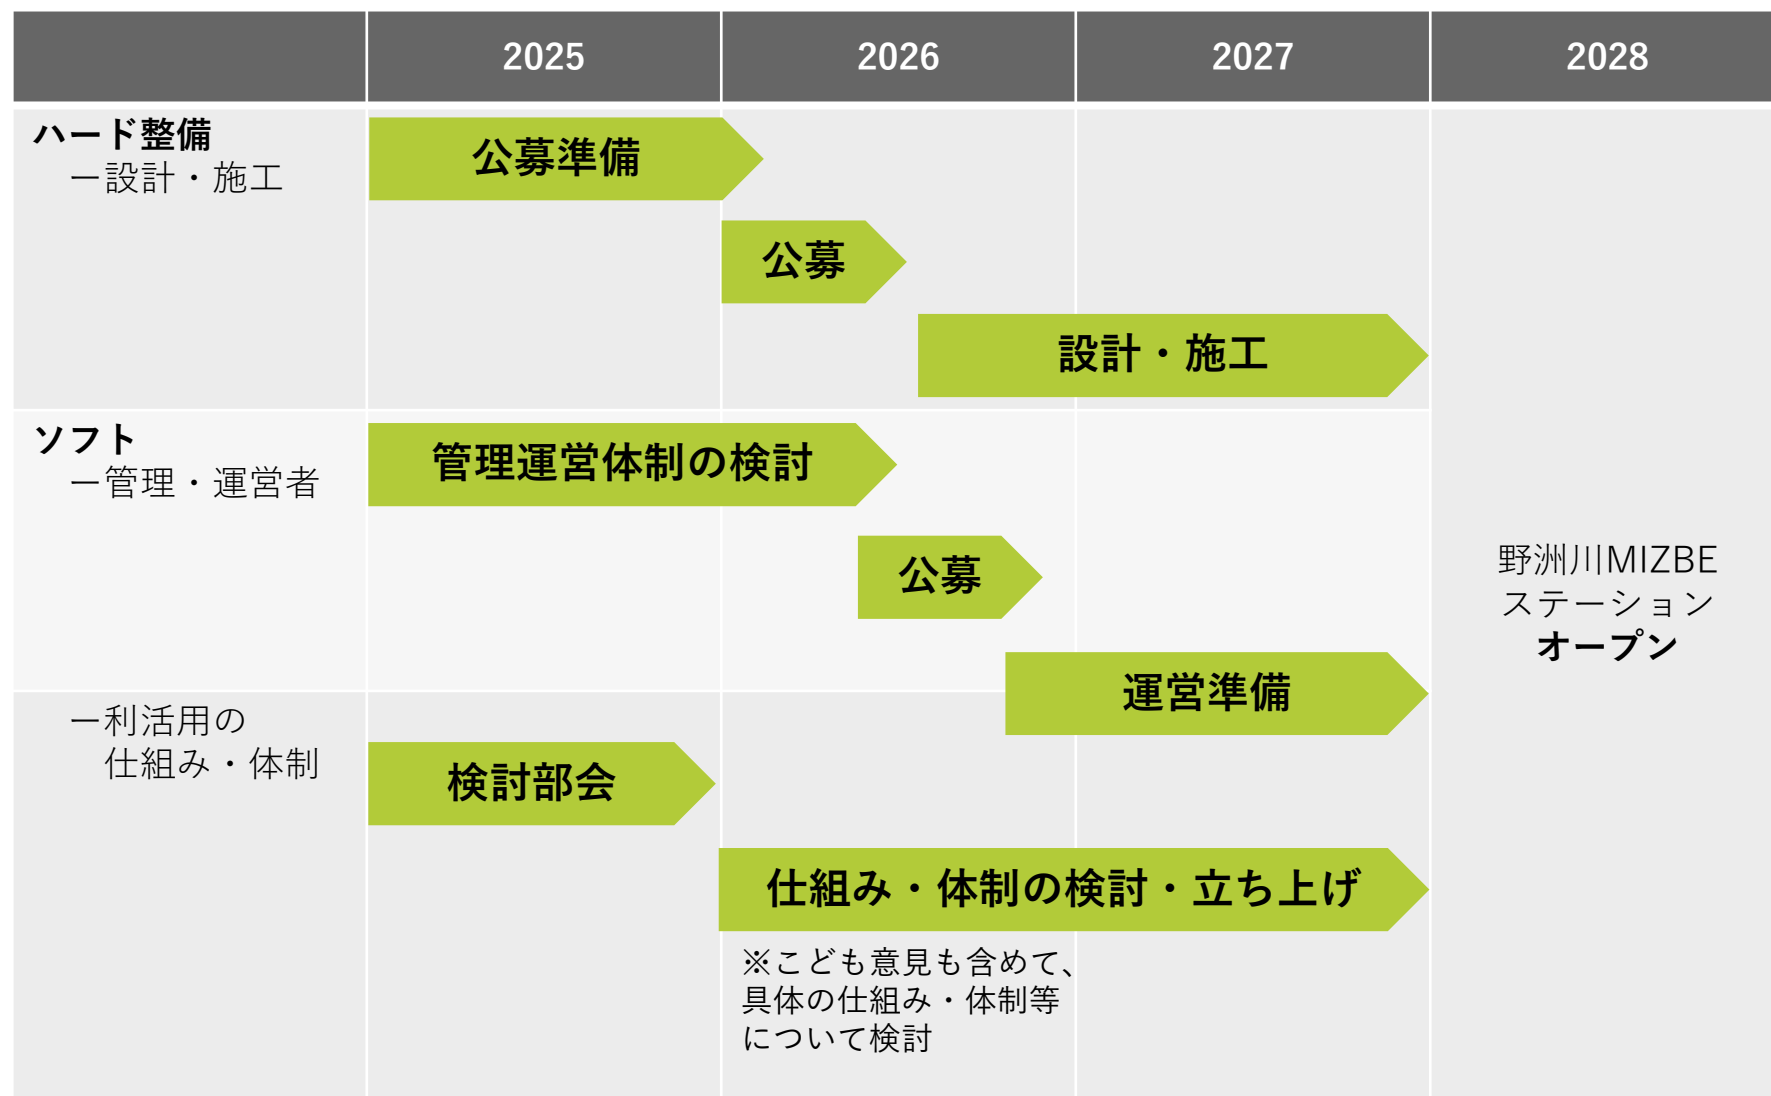 2025
2026
2027
2028
ハード整備
ー設計・施工
公募準備
公募
設計・施工
ソフト
ー管理・運営者
管理運営体制の検討
公募
運営準備
ー利活用の
仕組み・体制
検討部会
仕組み・体制の検討・立ち上げ
※こども意見も含めて、
具体の仕組み・体制等
について検討
野洲川MIZBE
ステーション
オープン